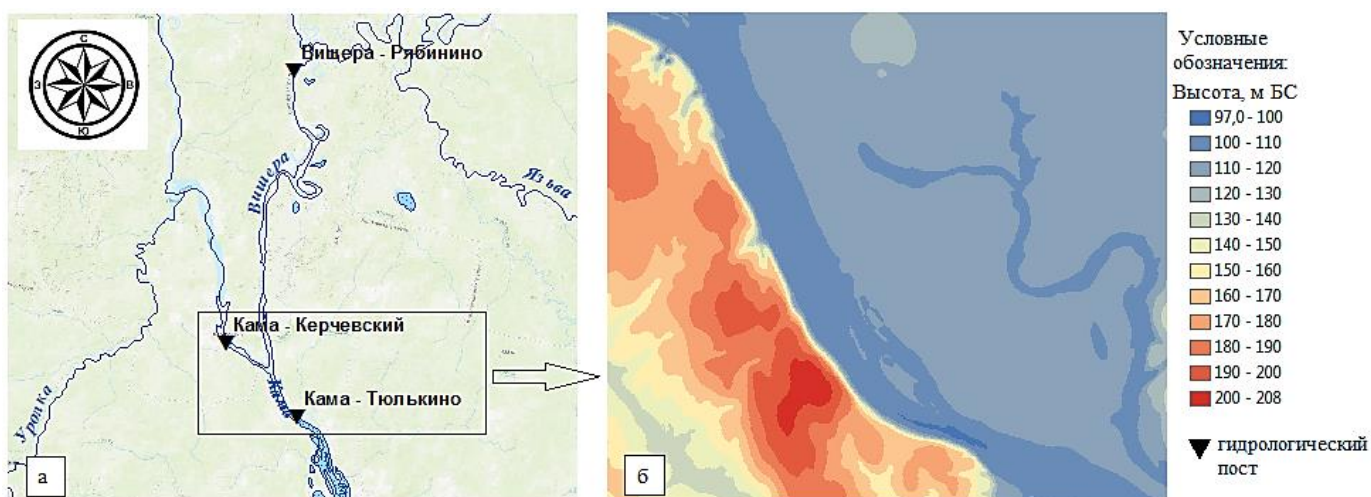 С
З
В
Ю
Вишера - Рябинино
Вишера
Язьва
Кама - Керчевский
Кама
Кама - Тюлькино
Уролка
а
б
Условные
обозначения:
Высота, м БС
97,0 - 100
100 - 110
110 - 120
120 - 130
130 - 140
140 - 150
150 - 160
160 - 170
170 - 180
180 - 190
190 - 200
200 - 208
гидрологический
пост